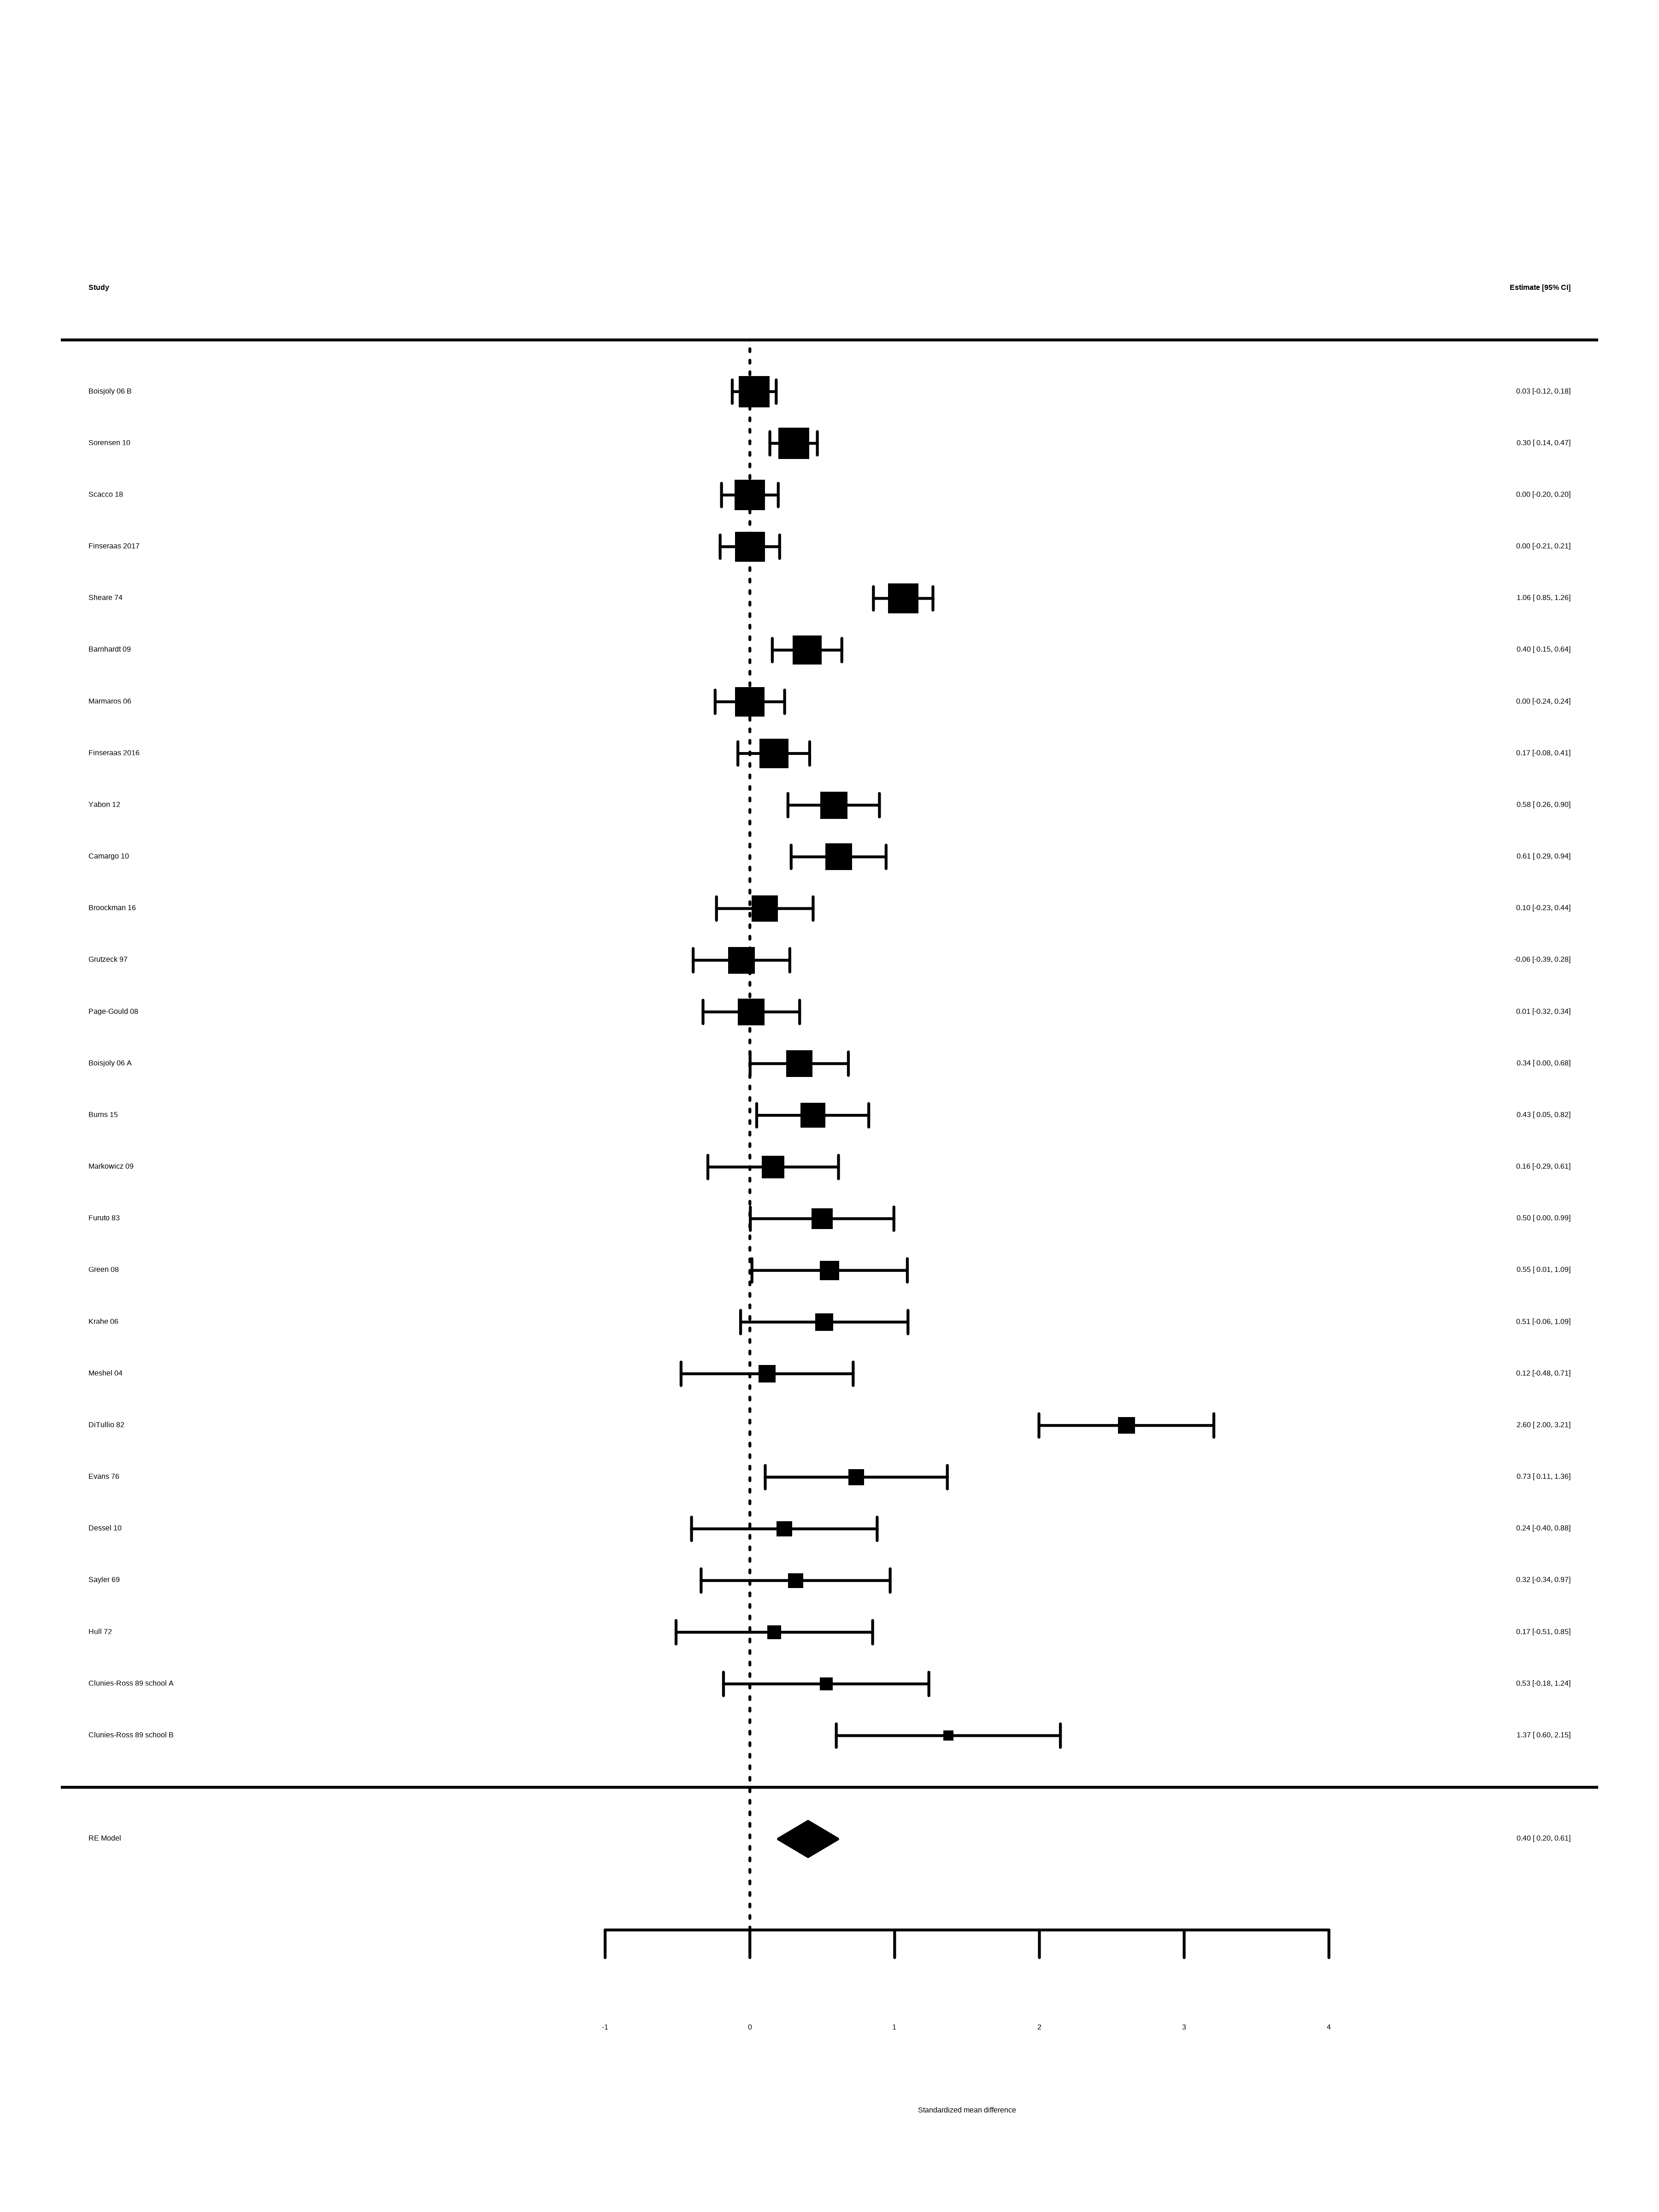 Study Estimate [95% CI]
Boisjoly 06 B 0.03 [-0.12, 0.18]
Sorensen 10 0.30 [ 0.14, 0.47]
Scacco 18 0.00 [-0.20, 0.20]
Finseraas 2017 0.00 [-0.21, 0.21]
Sheare 74 1.06 [ 0.85, 1.26]
Barnhardt 09 0.40 [ 0.15, 0.64]
Marmaros 06 0.00 [-0.24, 0.24]
Finseraas 2016 0.17 [-0.08, 0.41]
Yabon 12 0.58 [ 0.26, 0.90]
Camargo 10 0.61 [ 0.29, 0.94]
Broockman 16 0.10 [-0.23, 0.44]
Grutzeck 97 -0.06 [-0.39, 0.28]
Page-Gould 08 0.01 [-0.32, 0.34]
Boisjoly 06 A 0.34 [ 0.00, 0.68]
Burns 15 0.43 [ 0.05, 0.82]
Markowicz 09 0.16 [-0.29, 0.61]
Furuto 83 0.50 [ 0.00, 0.99]
Green 08 0.55 [ 0.01, 1.09]
Krahe 06 0.51 [-0.06, 1.09]
Meshel 04 0.12 [-0.48, 0.71]
DiTullio 82 2.60 [ 2.00, 3.21]
Evans 76 0.73 [ 0.11, 1.36]
Dessel 10 0.24 [-0.40, 0.88]
Sayler 69 0.32 [-0.34, 0.97]
Hull 72 0.17 [-0.51, 0.85]
Clunies-Ross 89 school A 0.53 [-0.18, 1.24]
Clunies-Ross 89 school B 1.37 [ 0.60, 2.15]
RE Model 0.40 [ 0.20, 0.61]
-1 0 1 2 3 4
Standardized mean difference